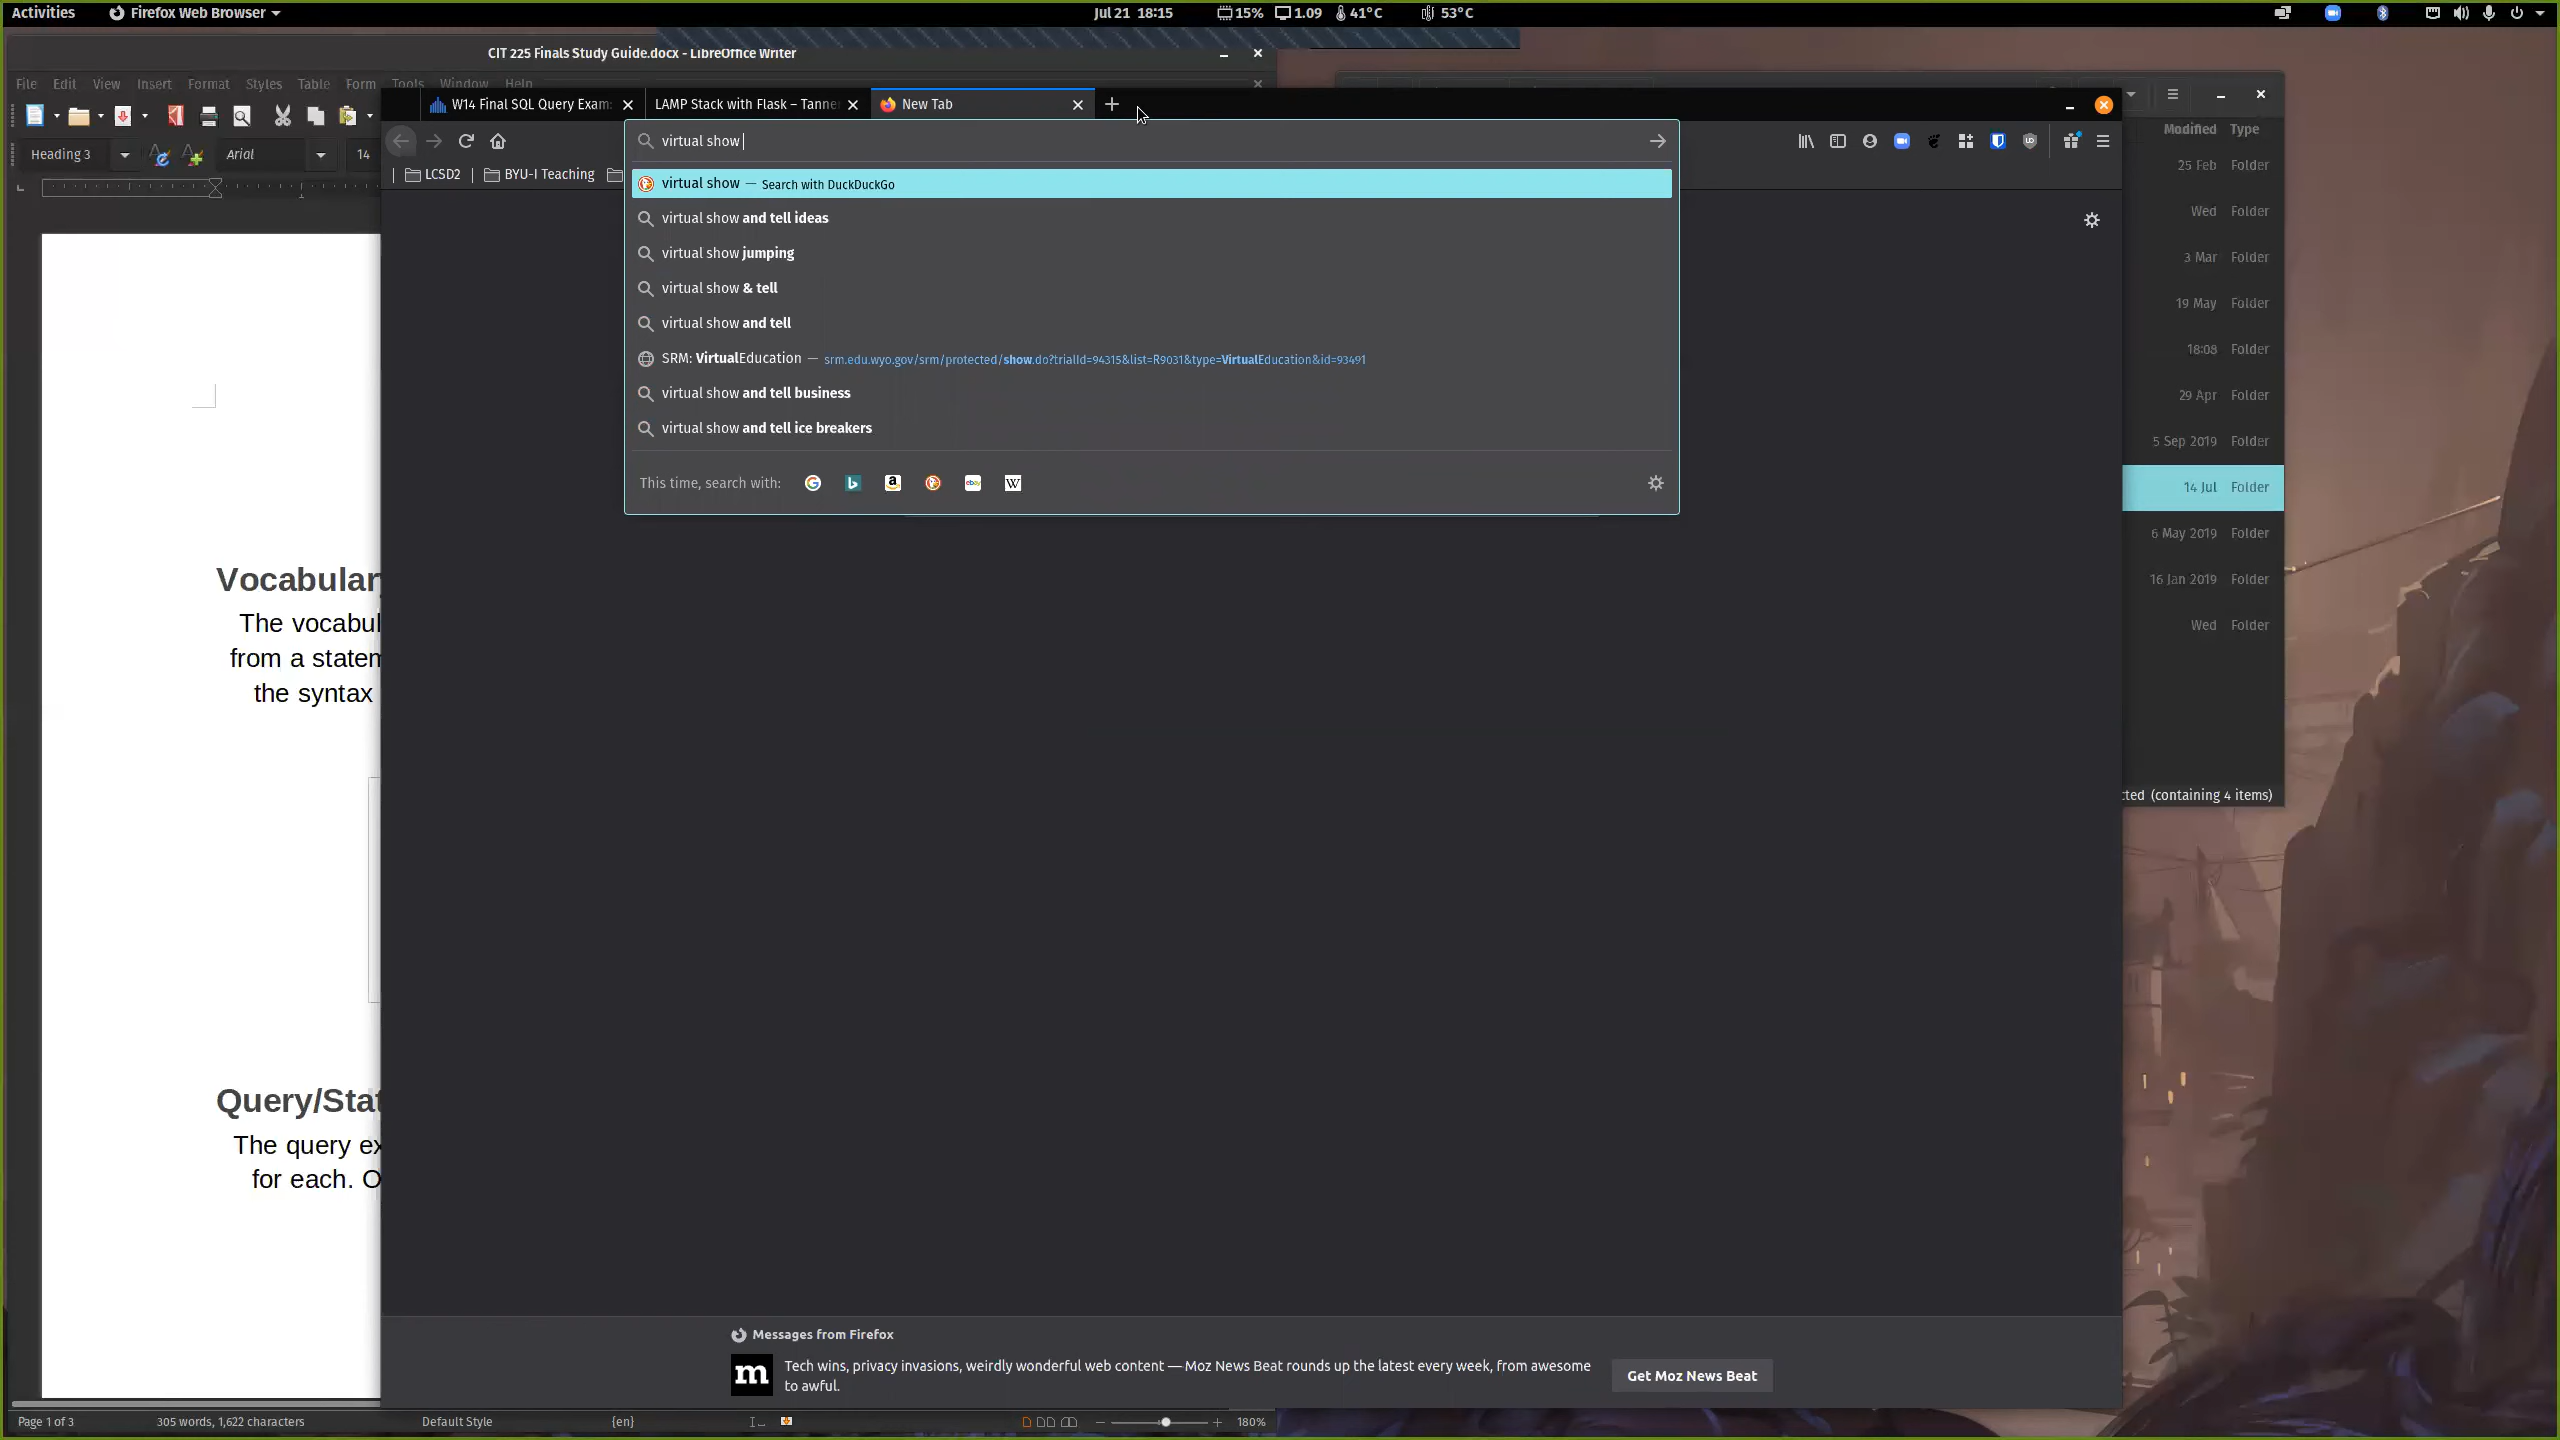 Activities
Firefox Web Browser
Jul 21 18:15
15%
1.09
41°C
53°C
CIT 225 Finals Study Guide.docx - LibreOffice Writer
File Edit View Insert Format Styles Table Form Tools Window Help
Heading 3
Arial
14
W14 Final SQL Query Exam:
LAMP Stack with Flask – Tanne
New Tab
virtual show
LCSD2
BYU-I Teaching
virtual show — Search with DuckDuckGo
virtual show and tell ideas
virtual show jumping
virtual show & tell
virtual show and tell
SRM: VirtualEducation — srm.edu.wyo.gov/srm/protected/show.do?trialId=94315&list=R9031&type=VirtualEducation&id=93491
virtual show and tell business
virtual show and tell ice breakers
This time, search with:
Modified Type
25 Feb Folder
Wed Folder
3 Mar Folder
19 May Folder
18:08 Folder
29 Apr Folder
5 Sep 2019 Folder
14 Jul Folder
6 May 2019 Folder
16 Jan 2019 Folder
Wed Folder
cted (containing 4 items)
Vocabular
The vocabul
from a statem
the syntax
Query/Stat
The query ex
for each. O
Messages from Firefox
Tech wins, privacy invasions, weirdly wonderful web content — Moz News Beat rounds up the latest every week, from awesome
to awful.
Get Moz News Beat
Page 1 of 3
305 words, 1,622 characters
Default Style
{en}
180%